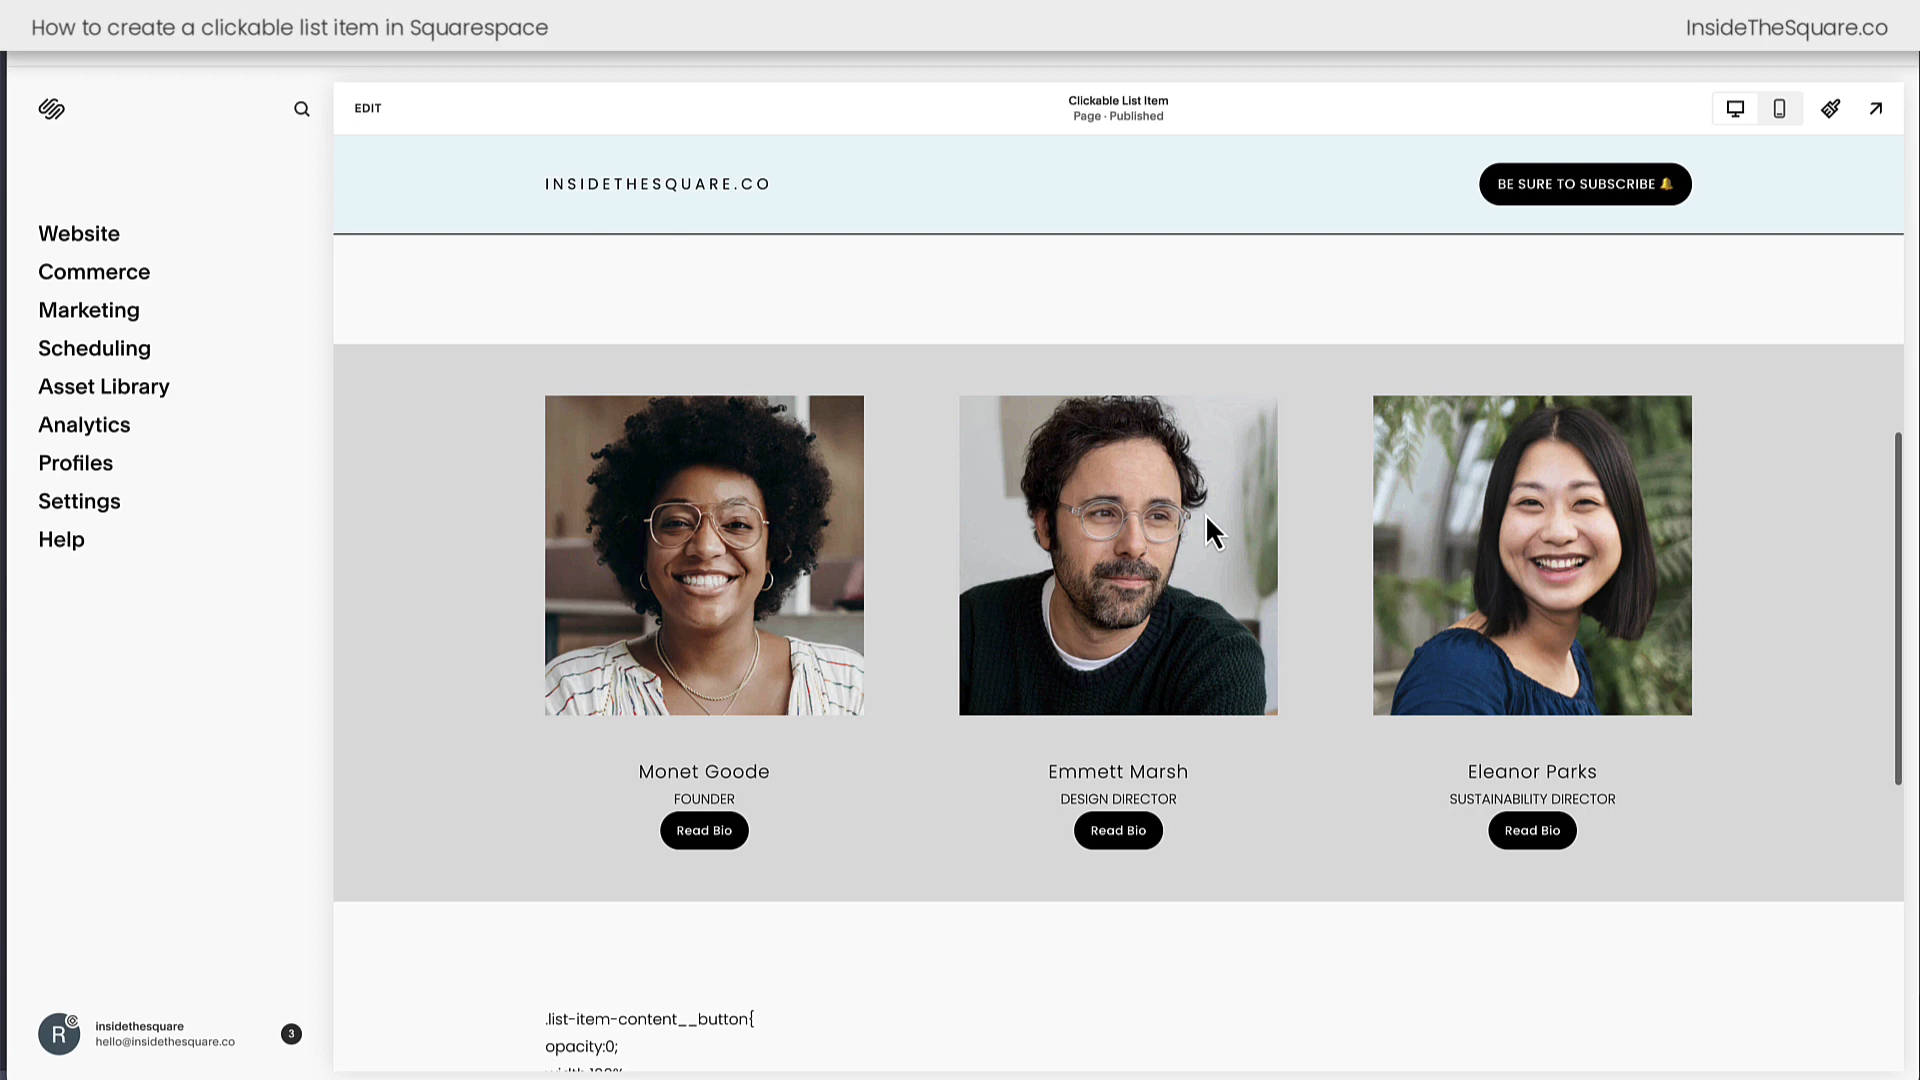 How to create a clickable list item in Squarespace
InsideTheSquare.co
EDIT
Clickable List Item
Page · Published
INSIDETHESQUARE.CO
BE SURE TO SUBSCRIBE 🔔
Website
Commerce
Marketing
Scheduling
Asset Library
Analytics
Profiles
Settings
Help
Monet Goode
FOUNDER
Read Bio
Emmett Marsh
DESIGN DIRECTOR
Read Bio
Eleanor Parks
SUSTAINABILITY DIRECTOR
Read Bio
.list-item-content__button{
opacity:0;
R
insidethesquare
hello@insidethesquare.co
3